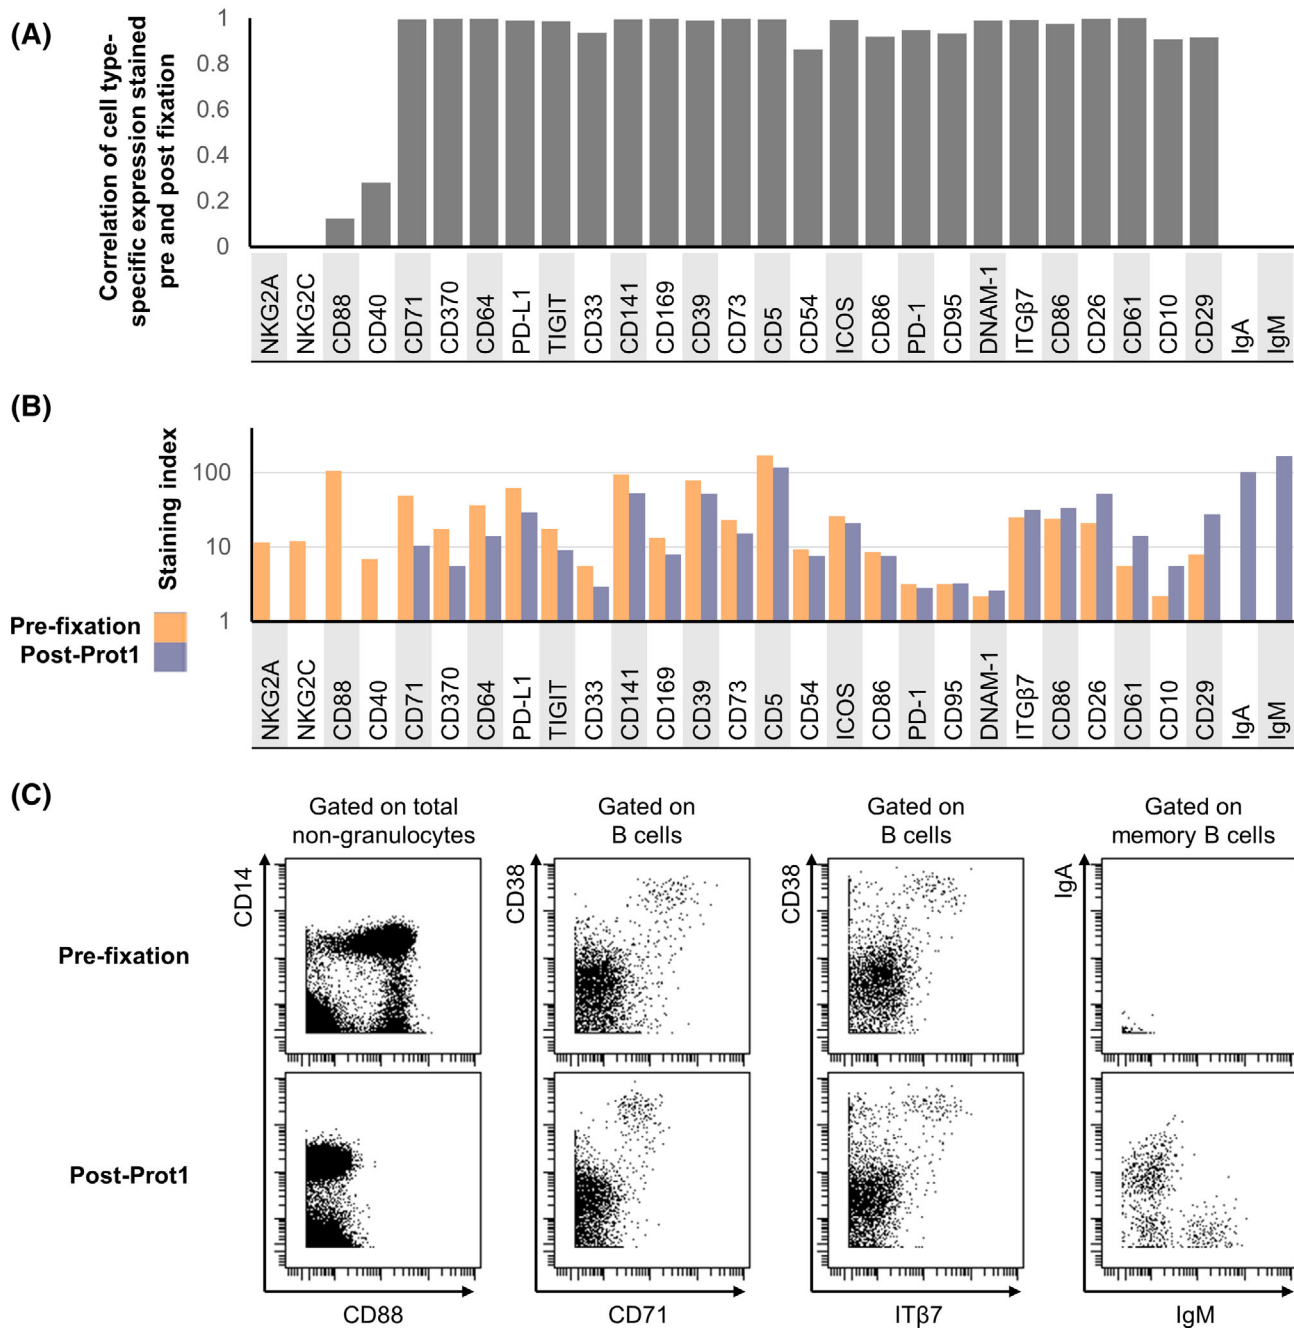 (A)
Correlation of cell type-
specific expression stained
pre and post fixation
1
0.8
0.6
0.4
0.2
0
NKG2A
NKG2C
CD88
CD40
CD71
CD370
CD64
PD-L1
TIGIT
CD33
CD141
CD169
CD39
CD73
CD5
CD54
ICOS
CD86
PD-1
CD95
DNAM-1
ITGβ7
CD86
CD26
CD61
CD10
CD29
IgA
IgM
(B)
Staining index
100
10
1
Pre-fixation
Post-Prot1
NKG2A
NKG2C
CD88
CD40
CD71
CD370
CD64
PD-L1
TIGIT
CD33
CD141
CD169
CD39
CD73
CD5
CD54
ICOS
CD86
PD-1
CD95
DNAM-1
ITGβ7
CD86
CD26
CD61
CD10
CD29
IgA
IgM
(C)
Gated on total
non-granulocytes
Gated on
B cells
Gated on
B cells
Gated on
memory B cells
CD14
CD38
CD38
IgA
Pre-fixation
Post-Prot1
CD88
CD71
ITβ7
IgM